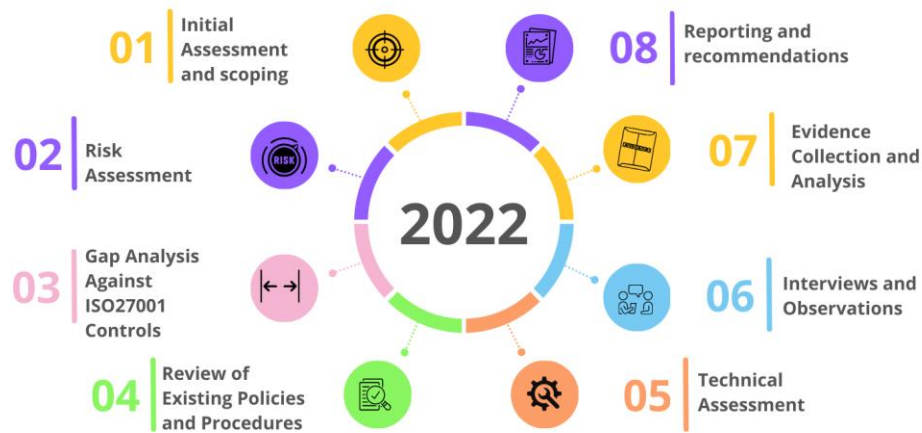 01
Initial
Assessment
and scoping
02
Risk
Assessment
RISK
03
Gap Analysis
Against
ISO27001
Controls
04
Review of
Existing Policies
and Procedures
2022
05
Technical
Assessment
06
Interviews and
Observations
07
Evidence
Collection and
Analysis
08
Reporting and
recommendations